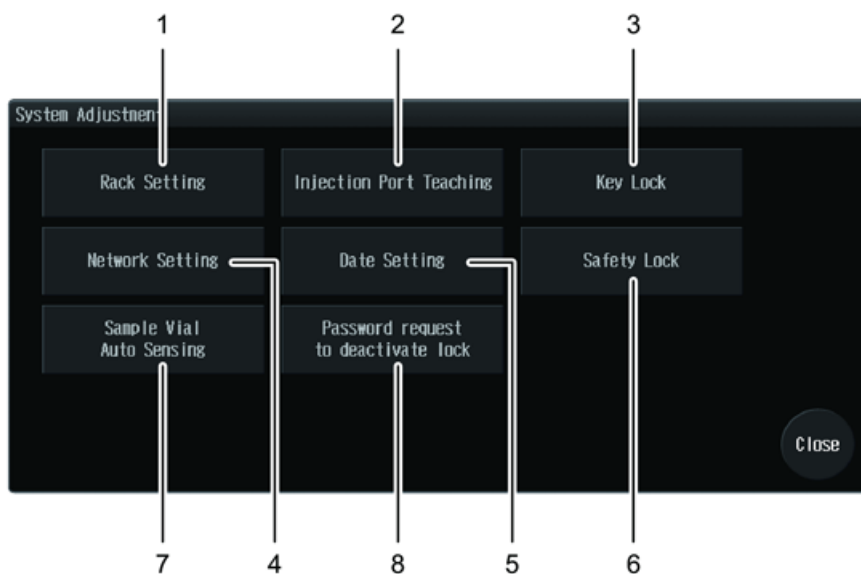 1 2 3
System Adjustment
Rack Setting Injection Port Teaching Key Lock
Network Setting Date Setting Safety Lock
Sample Vial Password request
Auto Sensing to deactivate lock
Close
7 4 8 5 6